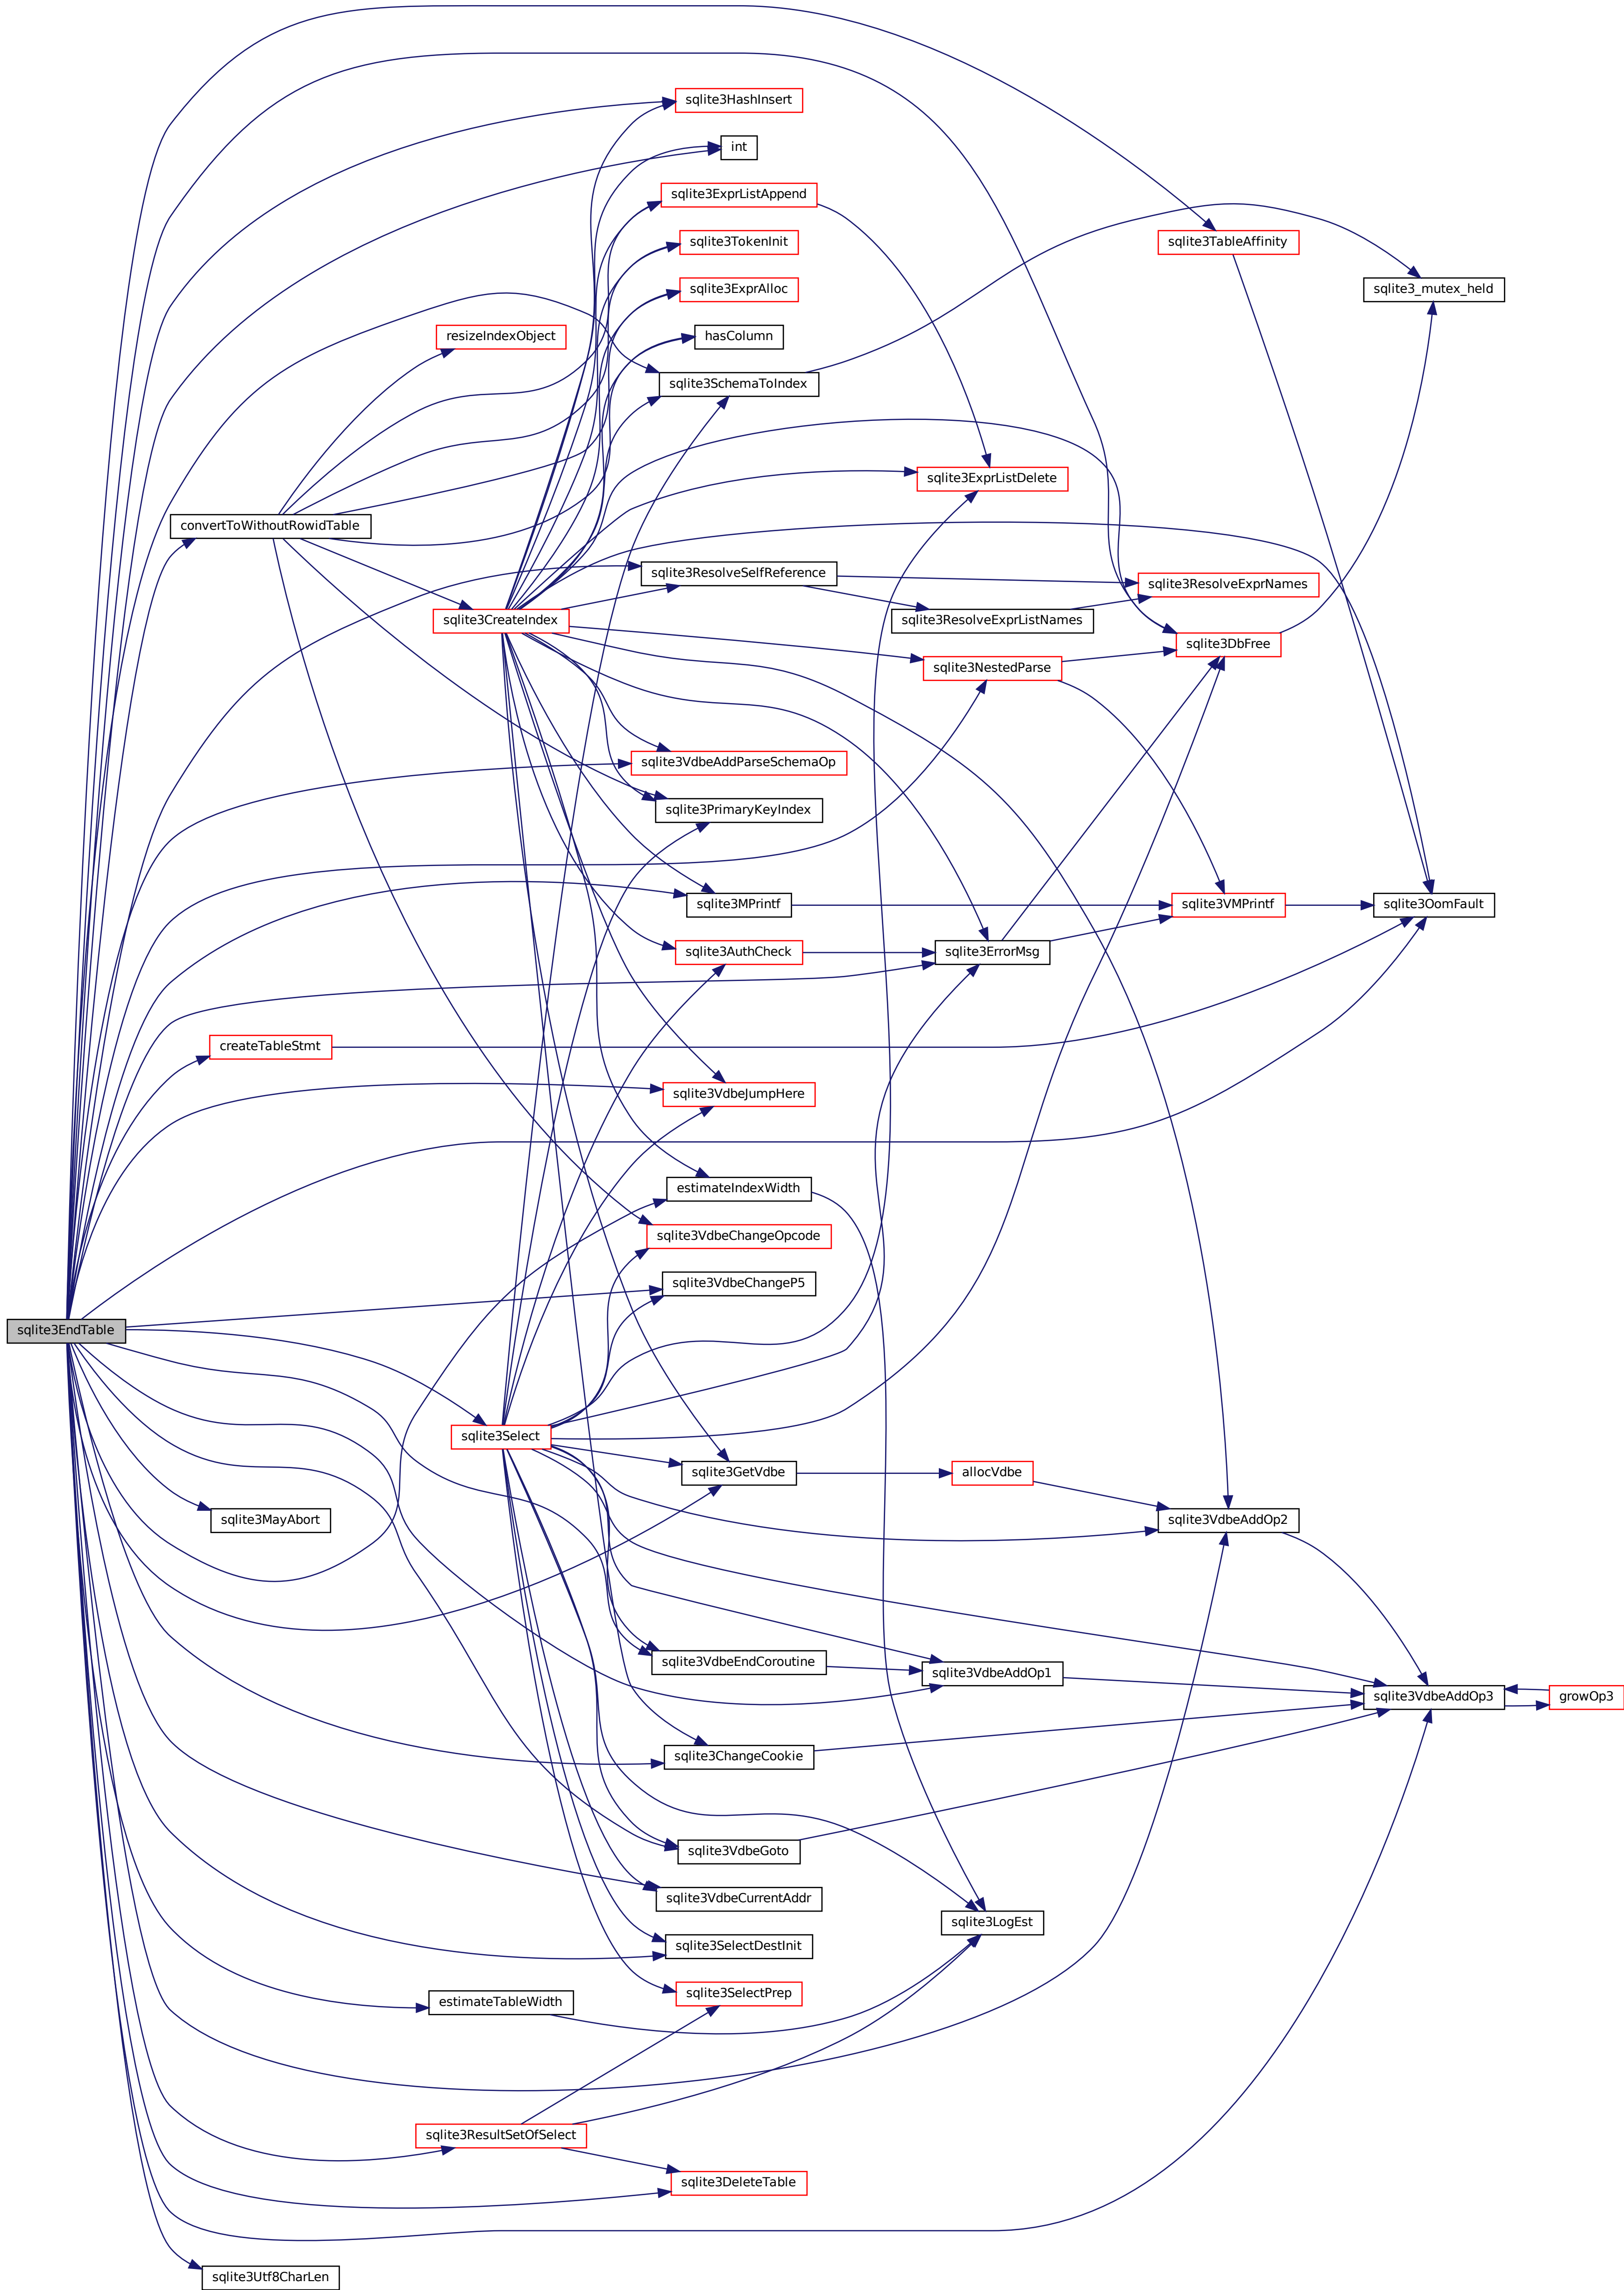 sqlite3HashInsert
int
sqlite3ExprListAppend
sqlite3TokenInit
sqlite3TableAffinity
sqlite3ExprAlloc
sqlite3_mutex_held
resizeIndexObject
hasColumn
sqlite3SchemaToIndex
sqlite3ExprListDelete
convertToWithoutRowidTable
sqlite3ResolveSelfReference
sqlite3ResolveExprNames
sqlite3CreateIndex
sqlite3ResolveExprListNames
sqlite3DbFree
sqlite3NestedParse
sqlite3VdbeAddParseSchemaOp
sqlite3PrimaryKeyIndex
sqlite3MPrintf
sqlite3VMPrintf
sqlite3OomFault
sqlite3AuthCheck
sqlite3ErrorMsg
createTableStmt
sqlite3VdbeJumpHere
estimateIndexWidth
sqlite3VdbeChangeOpcode
sqlite3VdbeChangeP5
sqlite3EndTable
sqlite3Select
sqlite3GetVdbe
allocVdbe
sqlite3MayAbort
sqlite3VdbeAddOp2
sqlite3VdbeEndCoroutine
sqlite3VdbeAddOp1
sqlite3VdbeAddOp3
growOp3
sqlite3ChangeCookie
sqlite3VdbeGoto
sqlite3VdbeCurrentAddr
sqlite3LogEst
sqlite3SelectDestInit
sqlite3SelectPrep
estimateTableWidth
sqlite3ResultSetOfSelect
sqlite3DeleteTable
sqlite3Utf8CharLen